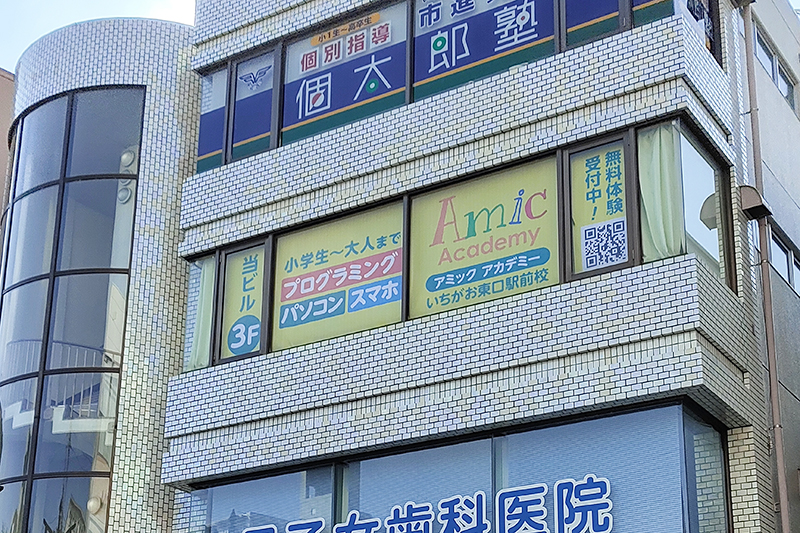 小1生～高卒生
個別指導
市進
個太郎塾
当ビル
3F
小学生～大人まで
プログラミング
パソコン スマホ
Amic
Academy
アミック アカデミー
いちがお東口駅前校
無料体験
受付中！
歯科医院